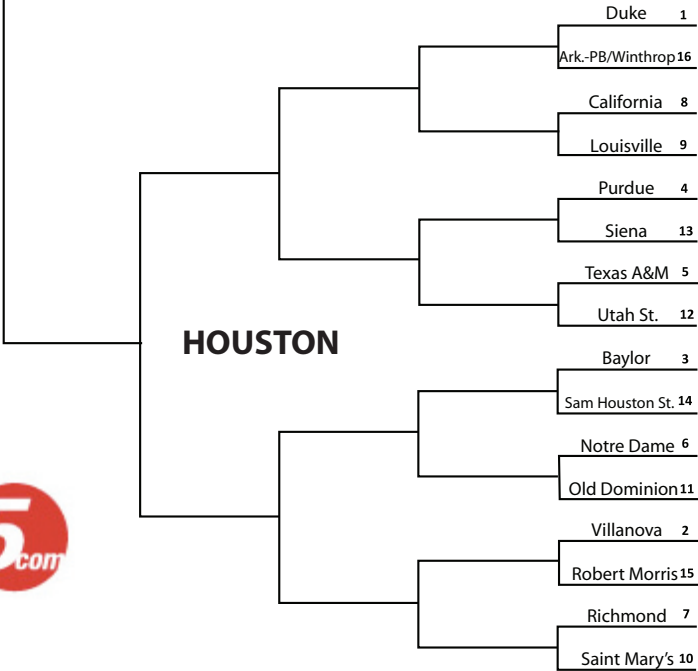 Duke 1
Ark.-PB/Winthrop 16
California 8
Louisville 9
Purdue 4
Siena 13
Texas A&M 5
Utah St. 12
HOUSTON
Baylor 3
Sam Houston St. 14
Notre Dame 6
Old Dominion 11
Villanova 2
5.com
Robert Morris 15
Richmond 7
Saint Mary's 10